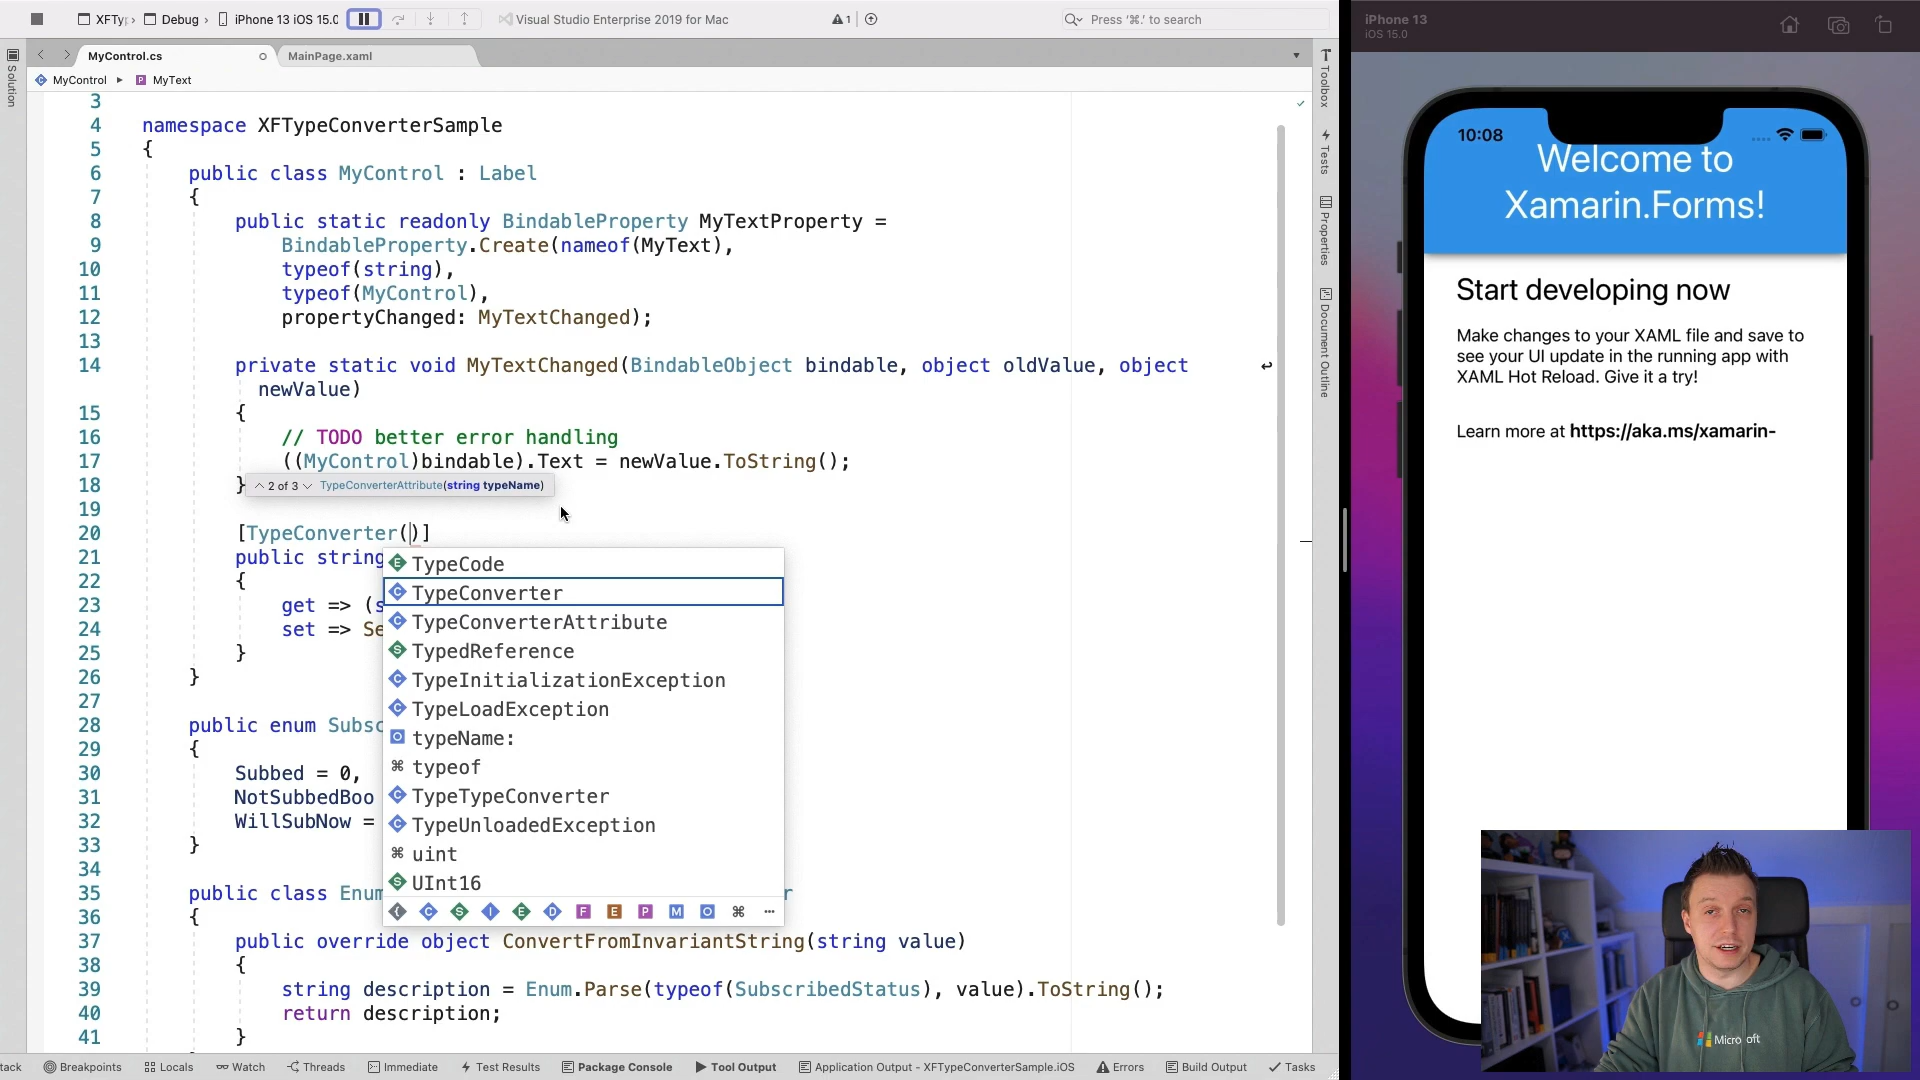 XFTy
Debug
iPhone 13 iOS 15.0
Visual Studio Enterprise 2019 for Mac
1
Press '⌘.' to search
MyControl.cs
MainPage.xaml
MyControl
MyText
Solution
3
4 namespace XFTypeConverterSample
5 {
6 public class MyControl : Label
7 {
8 public static readonly BindableProperty MyTextProperty =
9 BindableProperty.Create(nameof(MyText),
10 typeof(string),
11 typeof(MyControl),
12 propertyChanged: MyTextChanged);
13
14 private static void MyTextChanged(BindableObject bindable, object oldValue, object
newValue)
15 {
16 // TODO better error handling
17 ((MyControl)bindable).Text = newValue.ToString();
18 }
2 of 3 TypeConverterAttribute(string typeName)
19
20 [TypeConverter()]
21 public string
22 {
23 get => (s
24 set => Se
25 }
26 }
27
28 public enum Subsc
29 {
30 Subbed = 0,
31 NotSubbedBoo
32 WillSubNow =
33 }
34
35 public class Enum r
36 {
37 public override object ConvertFromInvariantString(string value)
38 {
39 string description = Enum.Parse(typeof(SubscribedStatus), value).ToString();
40 return description;
41 }
TypeCode
TypeConverter
TypeConverterAttribute
TypedReference
TypeInitializationException
TypeLoadException
typeName:
typeof
TypeTypeConverter
TypeUnloadedException
uint
UInt16
Toolbox
Tests
Properties
Document Outline
tack
Breakpoints
Locals
Watch
Threads
Immediate
Test Results
Package Console
Tool Output
Application Output - XFTypeConverterSample.iOS
Errors
Build Output
Tasks
iPhone 13
iOS 15.0
10:08
Welcome to
Xamarin.Forms!
Start developing now
Make changes to your XAML file and save to
see your UI update in the running app with
XAML Hot Reload. Give it a try!
Learn more at https://aka.ms/xamarin-
Microsoft